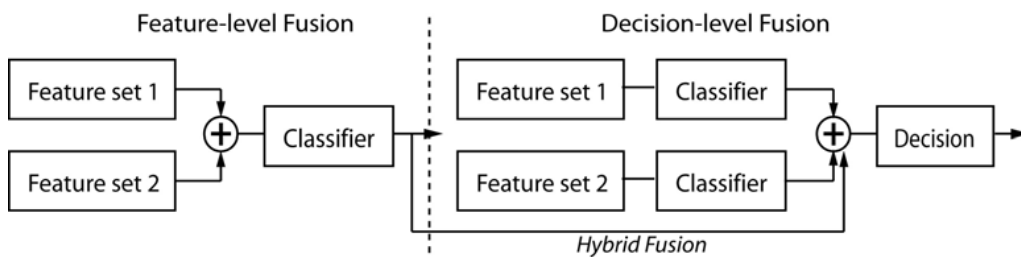 Feature-level Fusion
Decision-level Fusion
Feature set 1
Feature set 2
Classifier
Feature set 1
Classifier
Feature set 2
Classifier
Decision
Hybrid Fusion